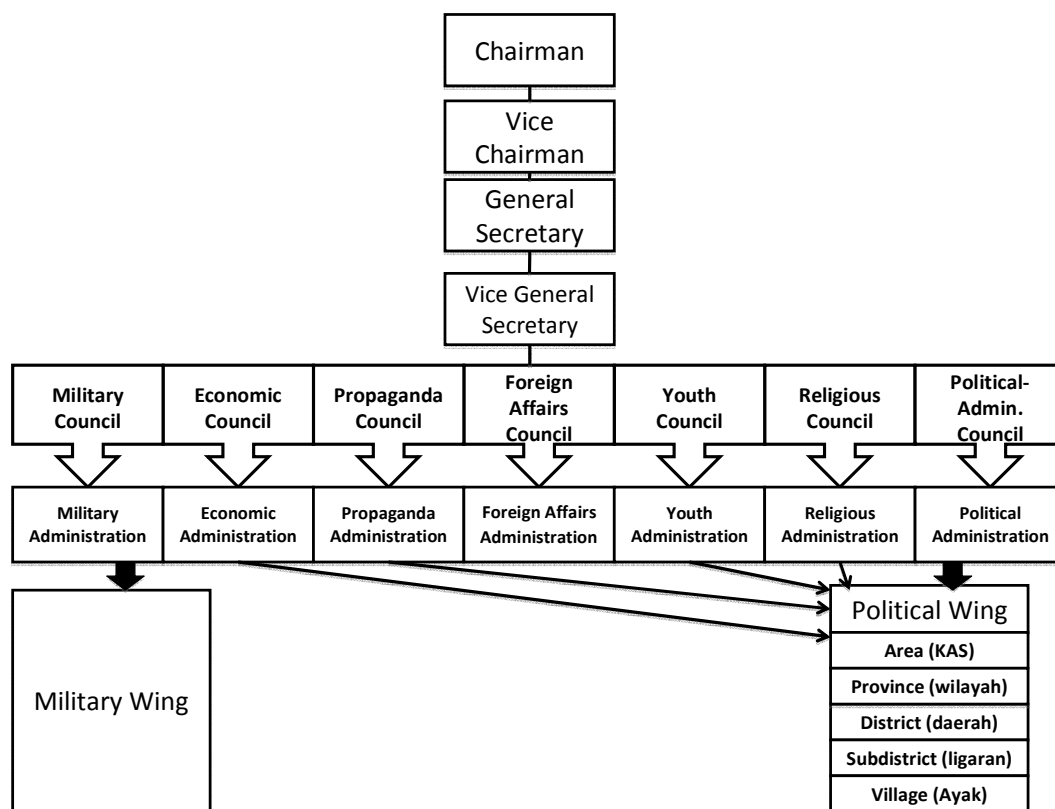 Chairman
Vice
Chairman
General
Secretary
Vice General
Secretary
Military
Council
Economic
Council
Propaganda
Council
Foreign
Affairs
Council
Youth
Council
Religious
Council
Political-
Admin.
Council
Military
Administration
Economic
Administration
Propaganda
Administration
Foreign Affairs
Administration
Youth
Administration
Religious
Administration
Political
Administration
Military Wing
Political Wing
Area (KAS)
Province (wilayah)
District (daerah)
Subdistrict (ligaran)
Village (Ayak)